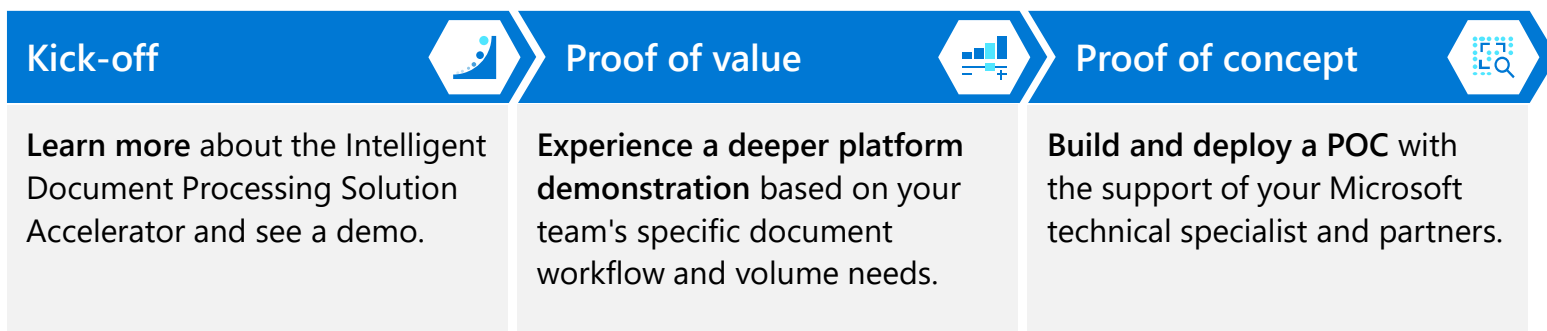 Kick-off
Learn more about the Intelligent
Document Processing Solution
Accelerator and see a demo.
Proof of value
Experience a deeper platform
demonstration based on your
team's specific document
workflow and volume needs.
Proof of concept
Build and deploy a POC with
the support of your Microsoft
technical specialist and partners.